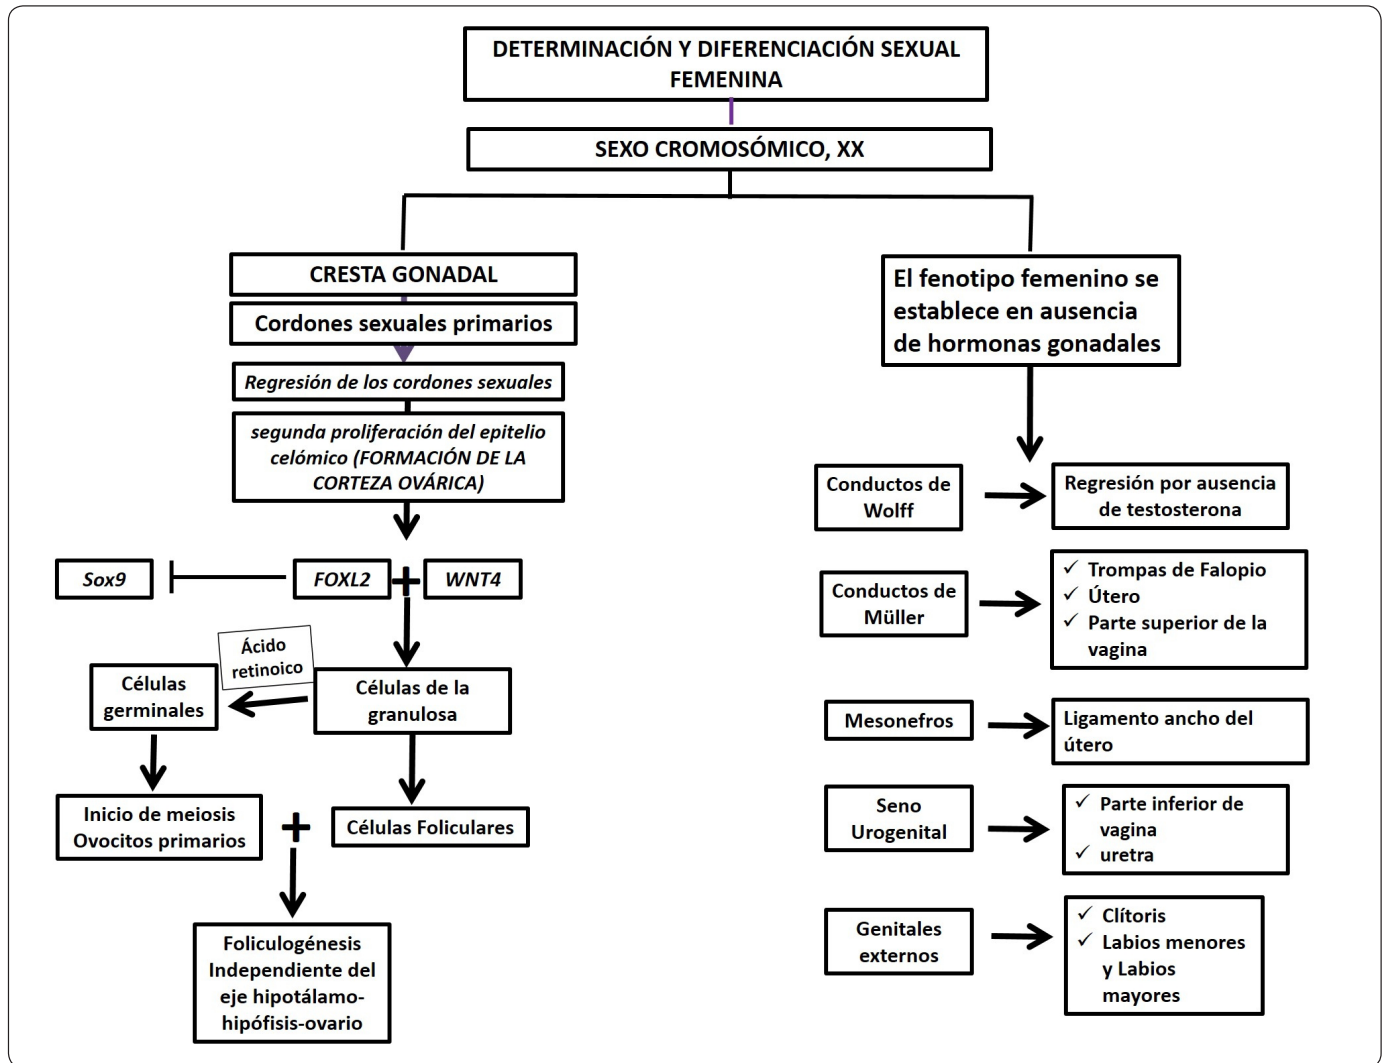 DETERMINACIÓN Y DIFERENCIACIÓN SEXUAL
FEMENINA
SEXO CROMOSÓMICO, XX
CRESTA GONADAL
Cordones sexuales primarios
Regresión de los cordones sexuales
segunda proliferación del epitelio
celómico (FORMACIÓN DE LA
CORTEZA OVÁRICA)
Sox9
FOXL2
+
WNT4
Ácido
retinoico
Células
germinales
Células de la
granulosa
Inicio de meiosis
Ovocitos primarios
+
Células Foliculares
Foliculogénesis
Independiente del
eje hipotálamo-
hipófisis-ovario
El fenotipo femenino se
establece en ausencia
de hormonas gonadales
Conductos de
Wolff
Regresión por ausencia
de testosterona
Conductos de
Müller
✓ Trompas de Falopio
✓ Útero
✓ Parte superior de la
vagina
Mesonefros
Ligamento ancho del
útero
Seno
Urogenital
✓ Parte inferior de
vagina
✓ uretra
Genitales
externos
✓ Clítoris
✓ Labios menores
y Labios
mayores